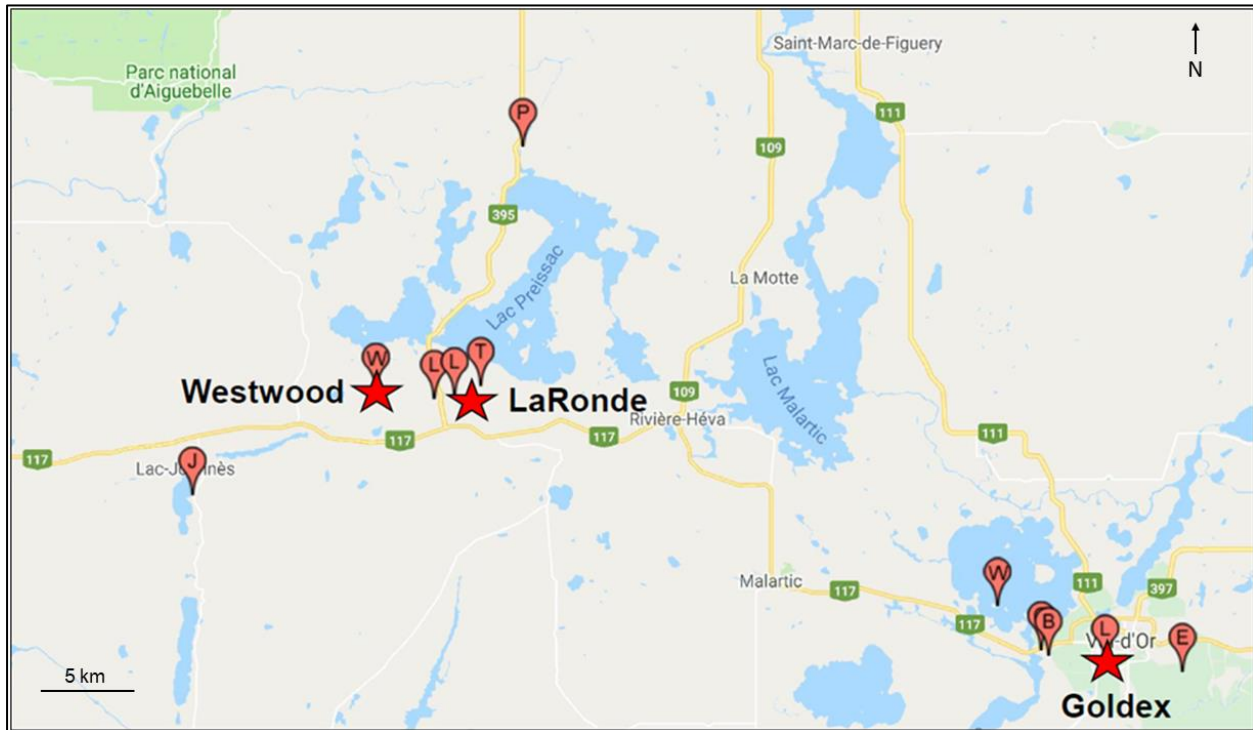 Saint-Marc-de-Figuery
N
Parc national
d'Aiguebelle
P
111
109
395
Lac Preissac
La Motte
W
L
L
T
Westwood
LaRonde
109
Rivière-Héva
Lac Malartic
117
117
111
117
J
W
Malartic
117
111
397
117
B
L
E
5 km
Goldex